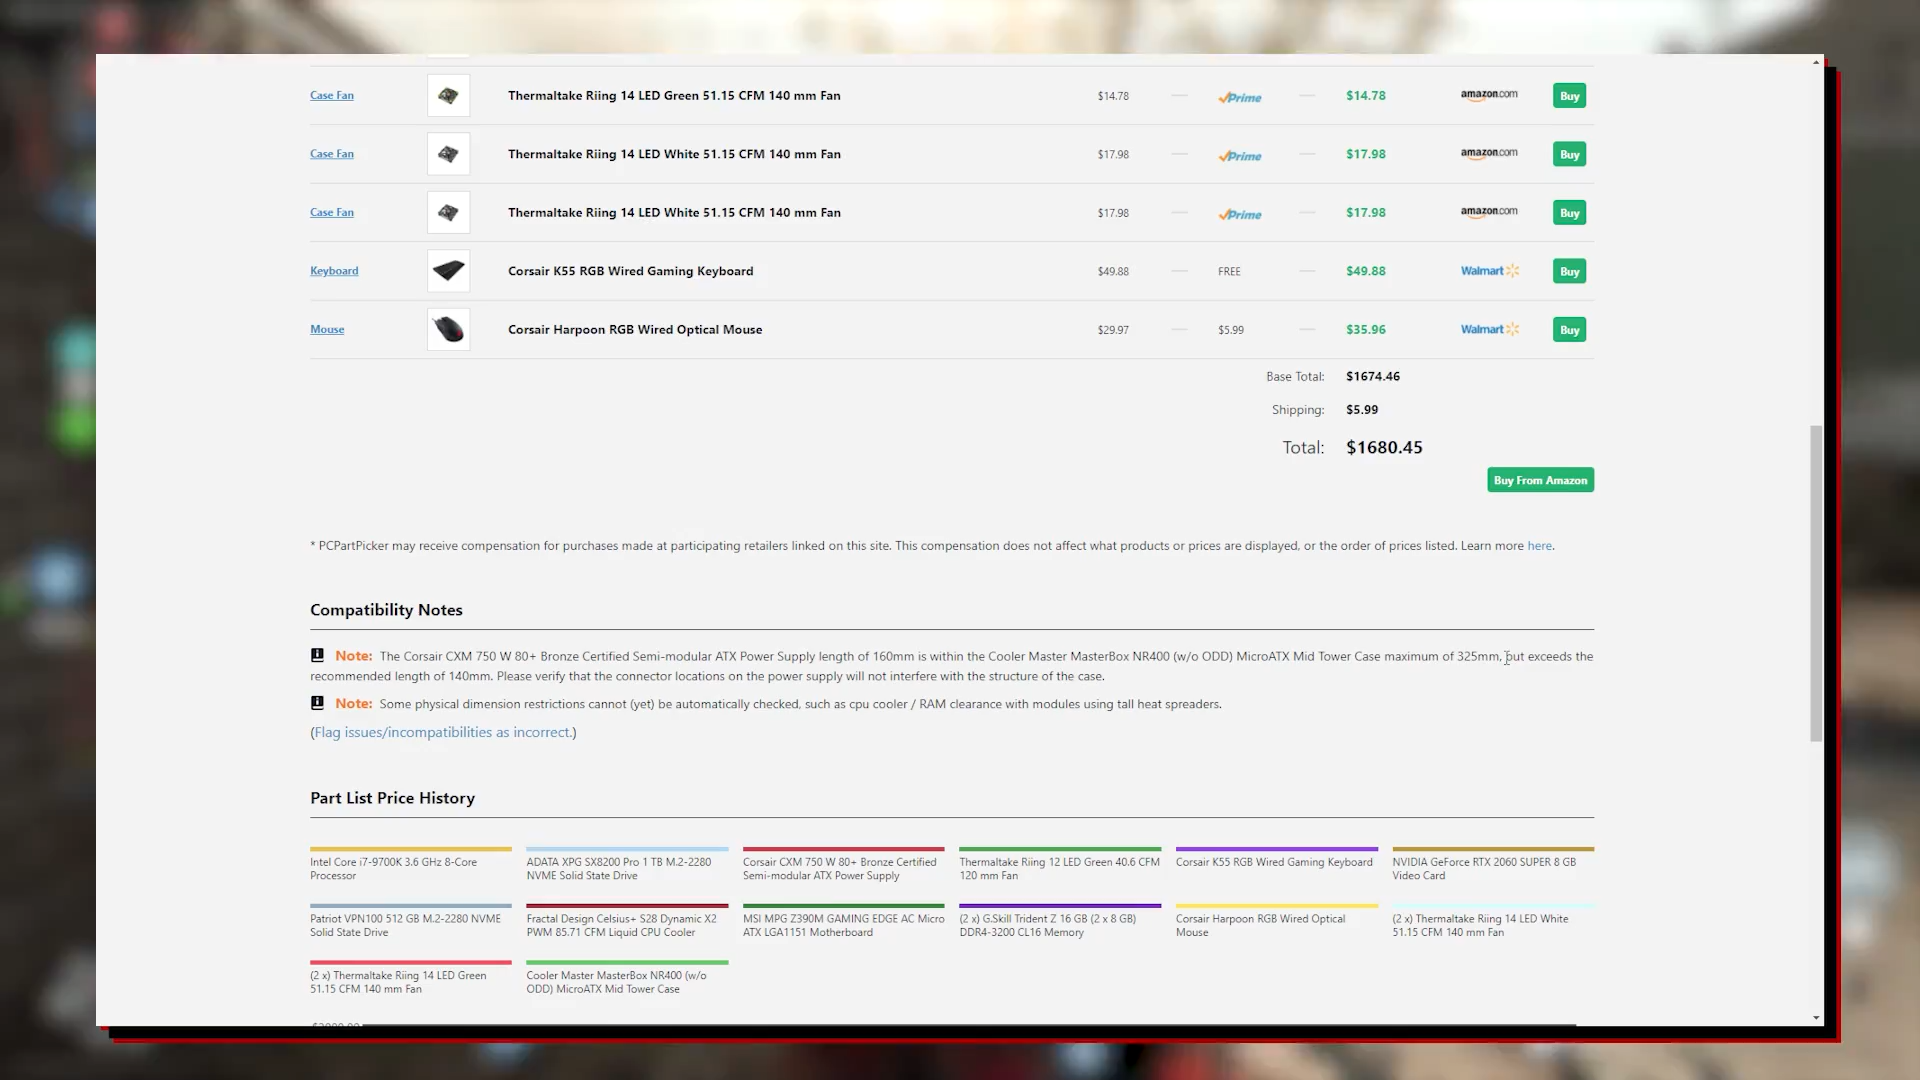 Case Fan Thermaltake Riing 14 LED Green 51.15 CFM 140 mm Fan $14.78 — Prime — $14.78 amazon.com Buy
Case Fan Thermaltake Riing 14 LED White 51.15 CFM 140 mm Fan $17.98 — Prime — $17.98 amazon.com Buy
Case Fan Thermaltake Riing 14 LED White 51.15 CFM 140 mm Fan $17.98 — Prime — $17.98 amazon.com Buy
Keyboard Corsair K55 RGB Wired Gaming Keyboard $49.88 — FREE — $49.88 Walmart Buy
Mouse Corsair Harpoon RGB Wired Optical Mouse $29.97 — $5.99 — $35.96 Walmart Buy
Base Total: $1674.46
Shipping: $5.99
Total: $1680.45
Buy From Amazon
* PCPartPicker may receive compensation for purchases made at participating retailers linked on this site. This compensation does not affect what products or prices are displayed, or the order of prices listed. Learn more here.
Compatibility Notes
Note: The Corsair CXM 750 W 80+ Bronze Certified Semi-modular ATX Power Supply length of 160mm is within the Cooler Master MasterBox NR400 (w/o ODD) MicroATX Mid Tower Case maximum of 325mm, but exceeds the
recommended length of 140mm. Please verify that the connector locations on the power supply will not interfere with the structure of the case.
Note: Some physical dimension restrictions cannot (yet) be automatically checked, such as cpu cooler / RAM clearance with modules using tall heat spreaders.
(Flag issues/incompatibilities as incorrect.)
Part List Price History
Intel Core i7-9700K 3.6 GHz 8-Core
Processor
ADATA XPG SX8200 Pro 1 TB M.2-2280
NVME Solid State Drive
Corsair CXM 750 W 80+ Bronze Certified
Semi-modular ATX Power Supply
Thermaltake Riing 12 LED Green 40.6 CFM
120 mm Fan
Corsair K55 RGB Wired Gaming Keyboard
NVIDIA GeForce RTX 2060 SUPER 8 GB
Video Card
Patriot VPN100 512 GB M.2-2280 NVME
Solid State Drive
Fractal Design Celsius+ S28 Dynamic X2
PWM 85.71 CFM Liquid CPU Cooler
MSI MPG Z390M GAMING EDGE AC Micro
ATX LGA1151 Motherboard
(2 x) G.Skill Trident Z 16 GB (2 x 8 GB)
DDR4-3200 CL16 Memory
Corsair Harpoon RGB Wired Optical
Mouse
(2 x) Thermaltake Riing 14 LED White
51.15 CFM 140 mm Fan
(2 x) Thermaltake Riing 14 LED Green
51.15 CFM 140 mm Fan
Cooler Master MasterBox NR400 (w/o
ODD) MicroATX Mid Tower Case